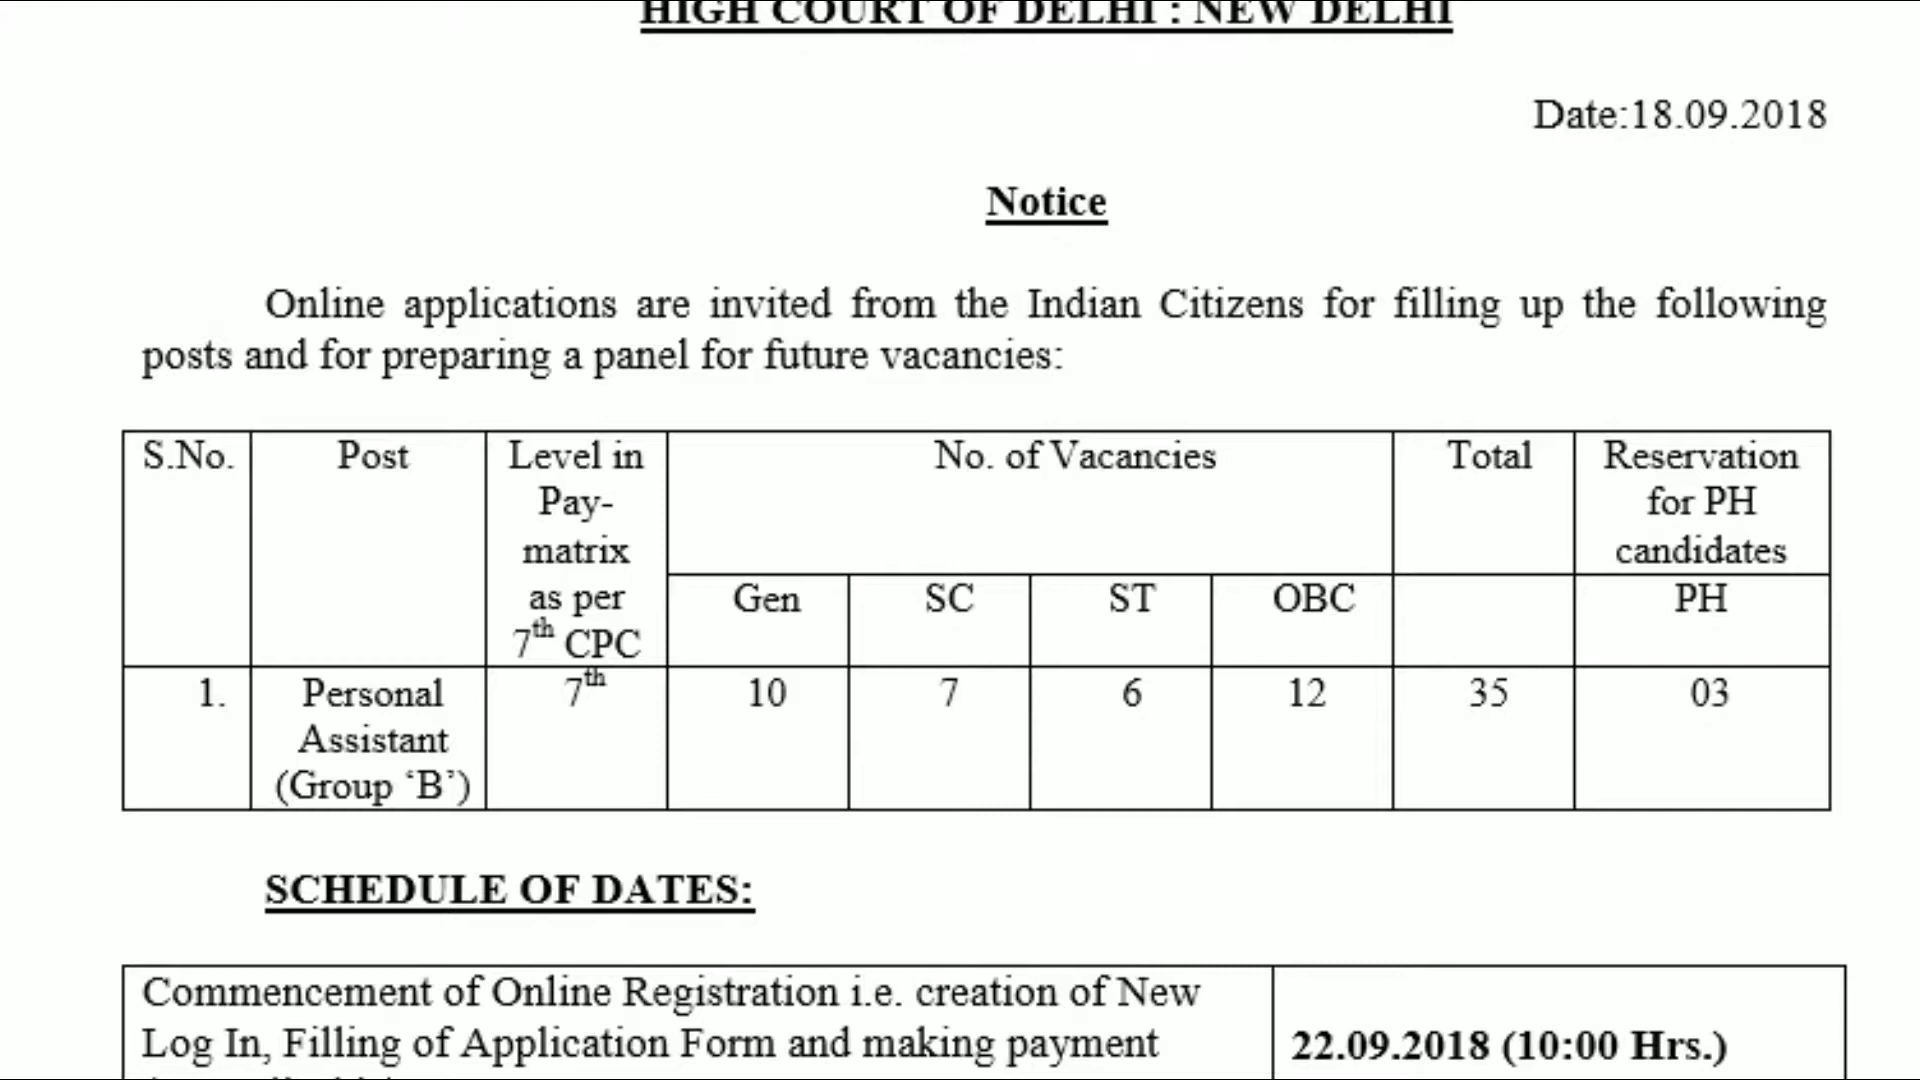 HIGH COURT OF DELHI : NEW DELHI
Date:18.09.2018
Notice
Online applications are invited from the Indian Citizens for filling up the following
posts and for preparing a panel for future vacancies:
S.No. Post Level in Pay-matrix as per 7th CPC No. of Vacancies Total Reservation for PH candidates
Gen SC ST OBC PH
1. Personal Assistant (Group ‘B’) 7th 10 7 6 12 35 03
SCHEDULE OF DATES:
Commencement of Online Registration i.e. creation of New
Log In, Filling of Application Form and making payment
22.09.2018 (10:00 Hrs.)